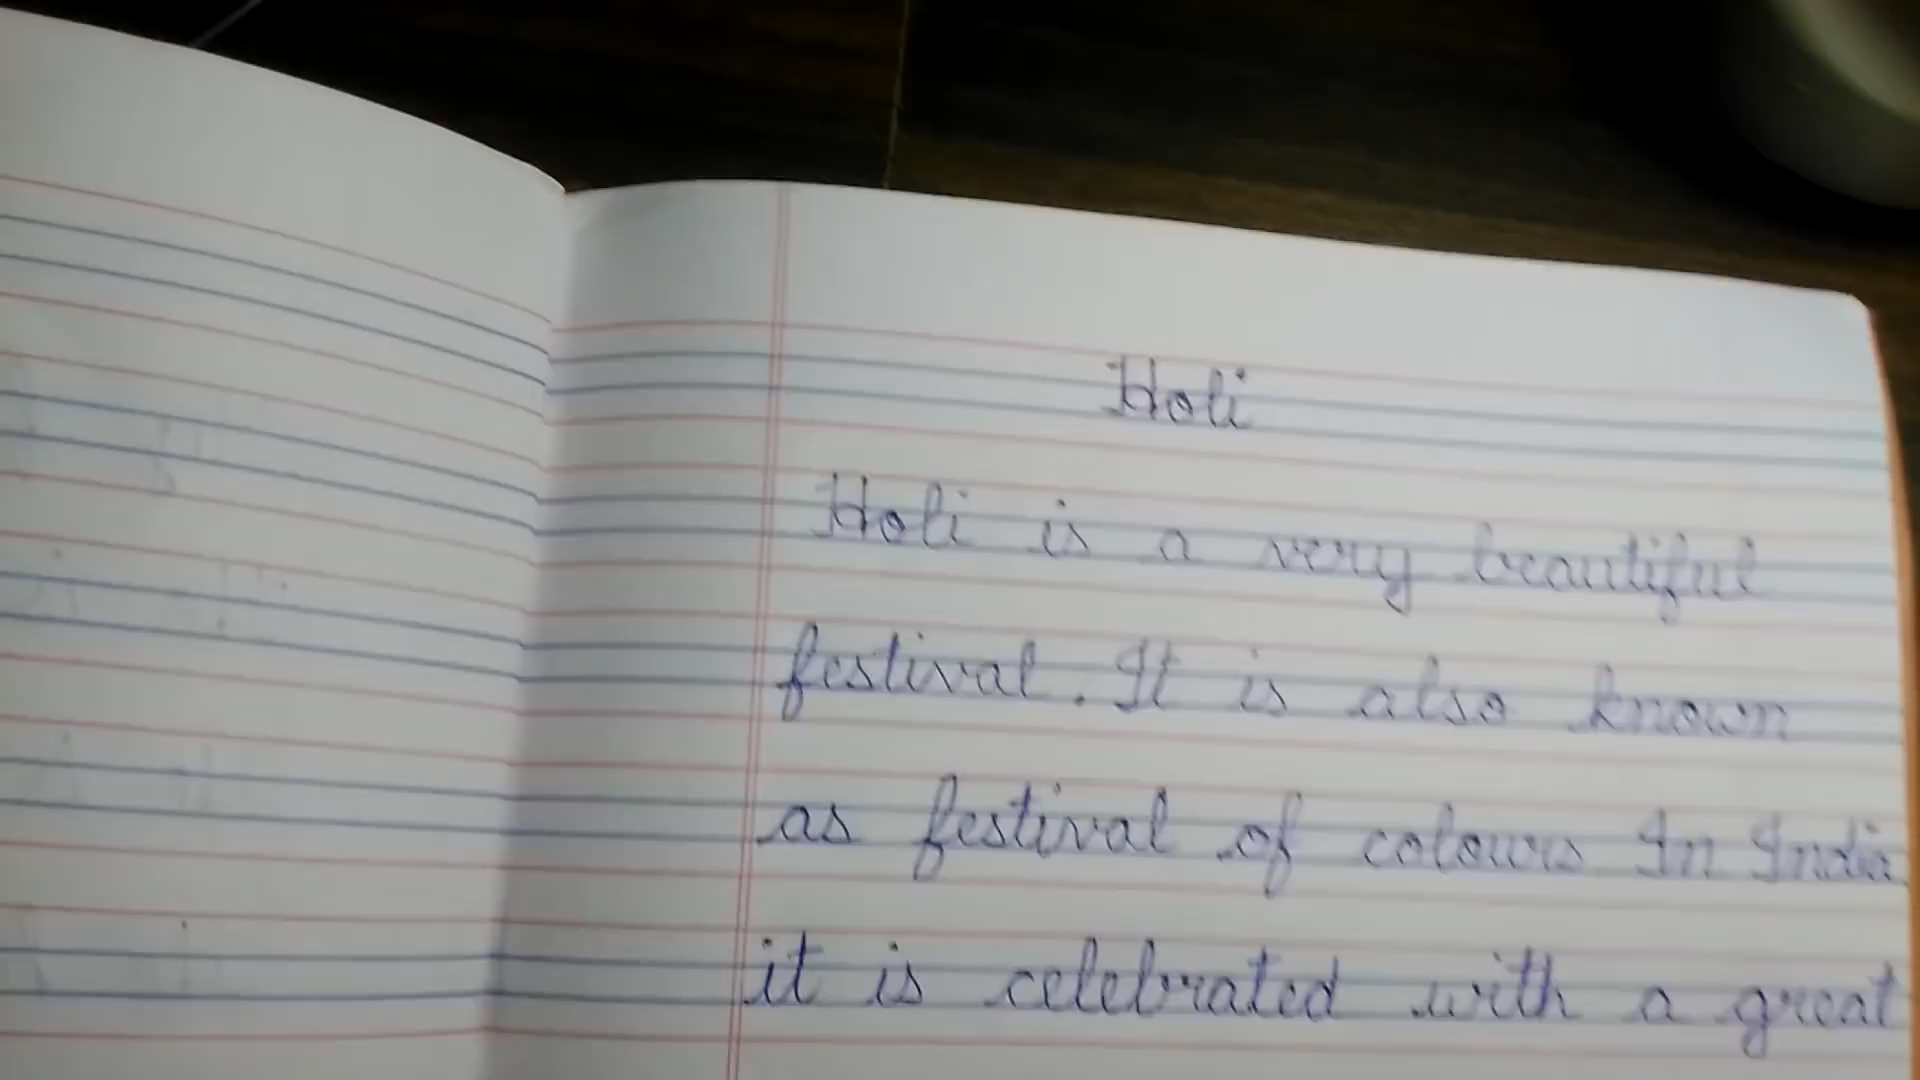 Holi
Holi is a very beautiful
festival. It is also known
as festival of colours In India
it is celebrated with a great